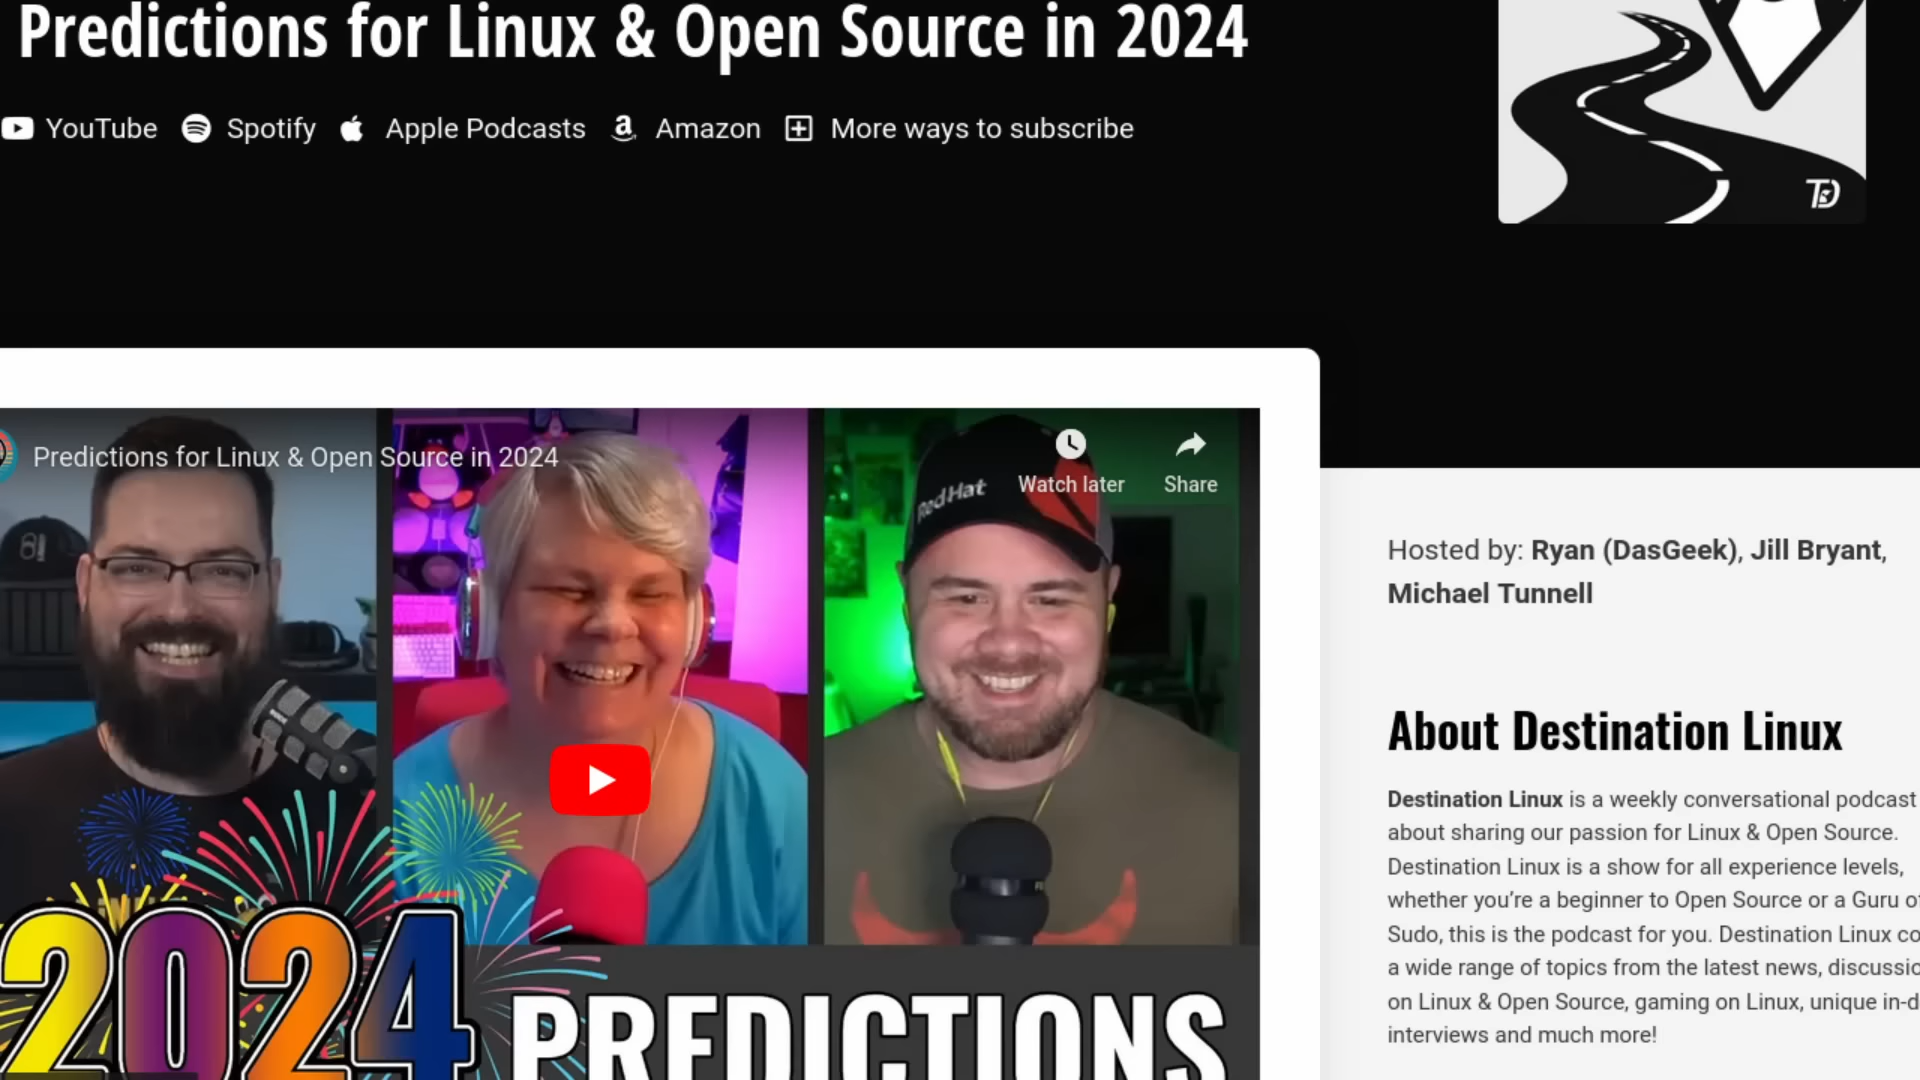 Predictions for Linux & Open Source in 2024
YouTube Spotify Apple Podcasts Amazon More ways to subscribe
TD
Predictions for Linux & Open Source in 2024
Watch later Share
RedHat
2024 PREDICTIONS
Hosted by: Ryan (DasGeek), Jill Bryant,
Michael Tunnell
About Destination Linux
Destination Linux is a weekly conversational podcast
about sharing our passion for Linux & Open Source.
Destination Linux is a show for all experience levels,
whether you’re a beginner to Open Source or a Guru of
Sudo, this is the podcast for you. Destination Linux co
a wide range of topics from the latest news, discussio
on Linux & Open Source, gaming on Linux, unique in-d
interviews and much more!